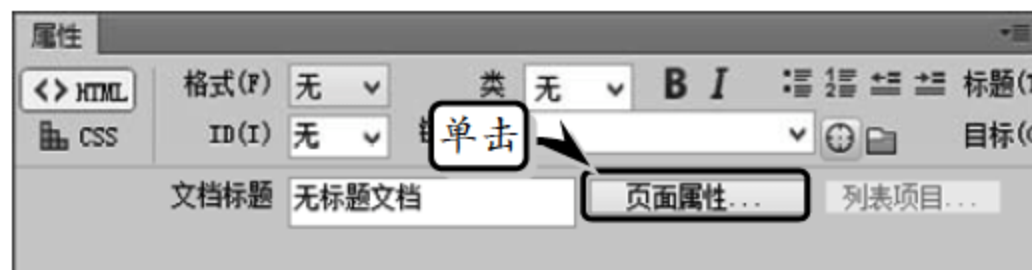 属性
<> HTML 格式(F) 无 类 无 B I 标题(
CSS ID(I) 无 单击 目标(
文档标题 无标题文档 页面属性... 列表项目...